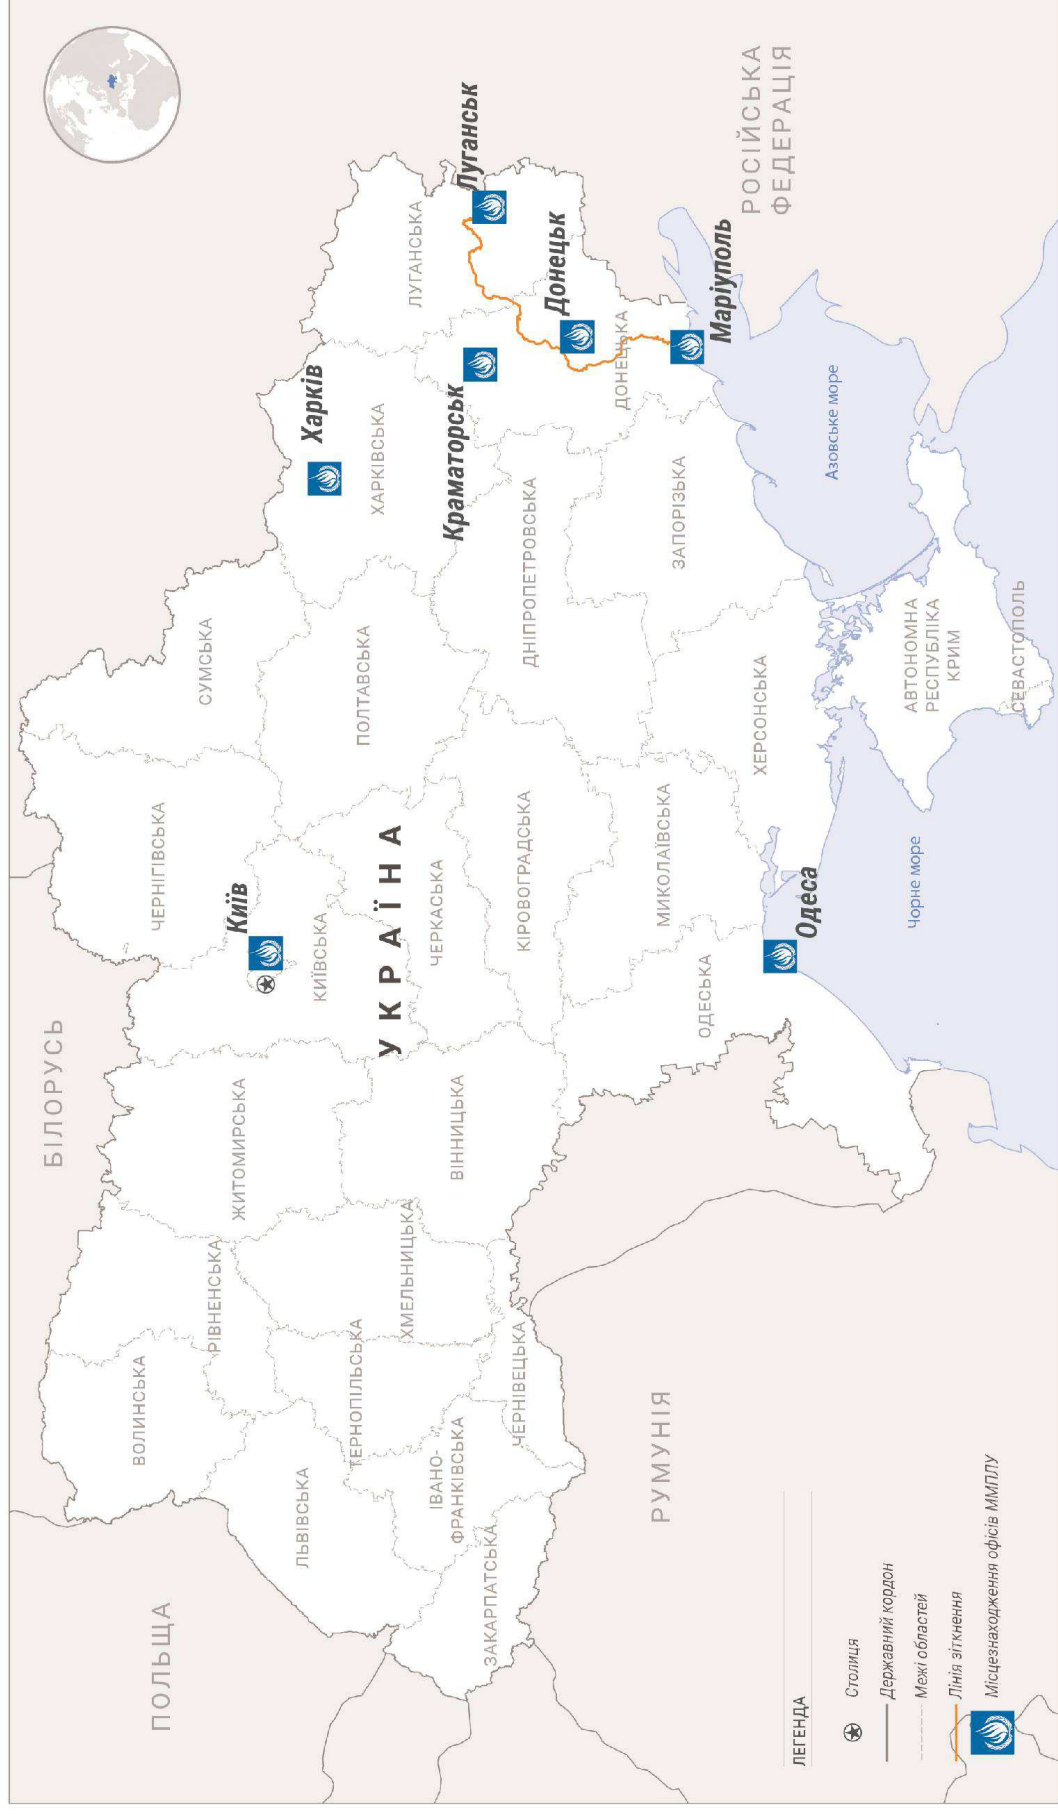 БІЛОРУСЬ
ПОЛЬЩА
РОСІЙСЬКА
ФЕДЕРАЦІЯ
РУМУНІЯ
У К Р А Ї Н А
ВОЛИНСЬКА
РІВНЕНСЬКА
ЖИТОМИРСЬКА
КИЇВСЬКА
Київ
ЧЕРНІГІВСЬКА
СУМСЬКА
ЛЬВІВСЬКА
ТЕРНОПІЛЬСЬКА
ХМЕЛЬНИЦЬКА
ВІННИЦЬКА
ЧЕРКАСЬКА
ПОЛТАВСЬКА
ХАРКІВСЬКА
Харків
ЛУГАНСЬКА
Луганськ
ЗАКАРПАТСЬКА
ІВАНО-
ФРАНКІВСЬКА
ЧЕРНІВЕЦЬКА
КІРОВОГРАДСЬКА
ДНІПРОПЕТРОВСЬКА
Краматорськ
Донецьк
ДОНЕЦЬКА
Маріуполь
ОДЕСЬКА
Одеса
МИКОЛАЇВСЬКА
ХЕРСОНСЬКА
ЗАПОРІЗЬКА
Азовське море
Чорне море
АВТОНОМНА
РЕСПУБЛІКА
КРИМ
СЕВАСТОПОЛЬ
ЛЕГЕНДА
Столиця
Державний кордон
Межі областей
Лінія зіткнення
Місцезнаходження офісів ММПЛУ